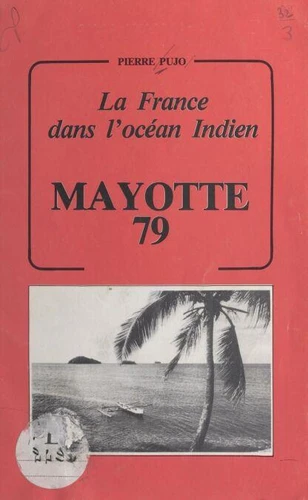 PIERRE PUJO
La France
dans l'océan Indien
MAYOTTE
79